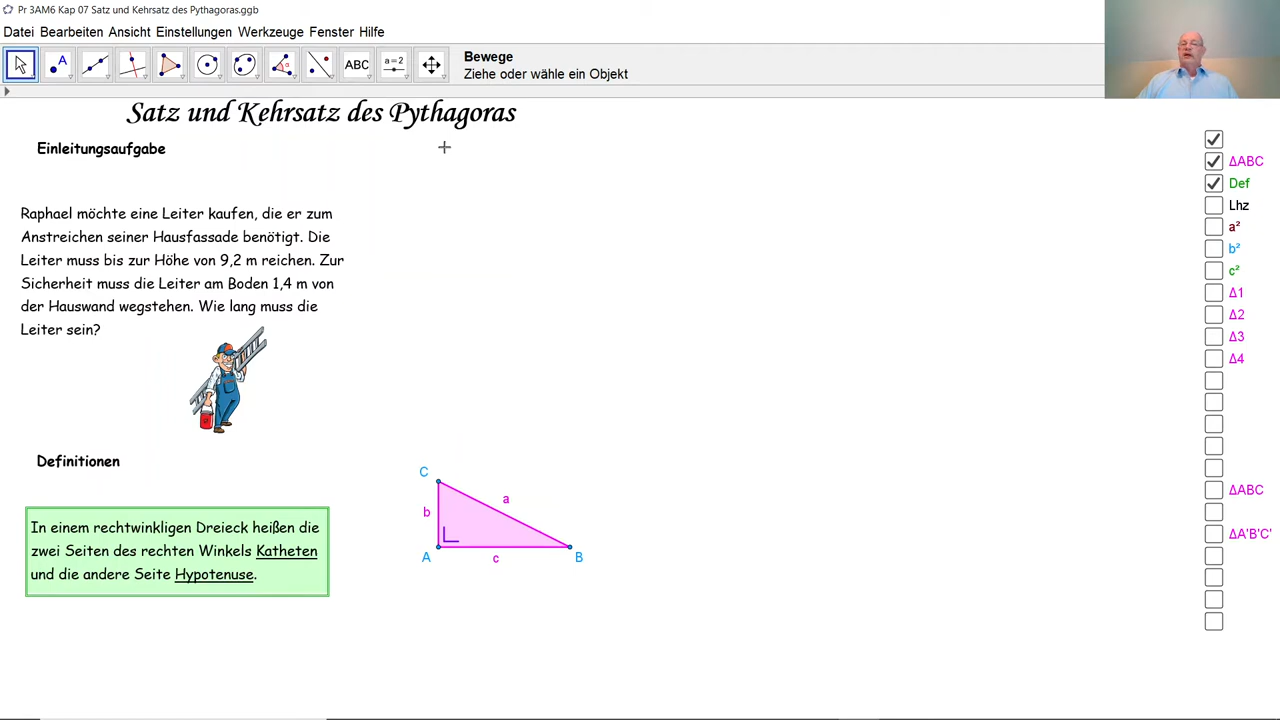 Pr 3AM6 Kap 07 Satz und Kehrsatz des Pythagoras.ggb
Datei Bearbeiten Ansicht Einstellungen Werkzeuge Fenster Hilfe
A
ABC
a=2
Bewege
Ziehe oder wähle ein Objekt
Satz und Kehrsatz des Pythagoras
Einleitungsaufgabe
Raphael möchte eine Leiter kaufen, die er zum
Anstreichen seiner Hausfassade benötigt. Die
Leiter muss bis zur Höhe von 9,2 m reichen. Zur
Sicherheit muss die Leiter am Boden 1,4 m von
der Hauswand wegstehen. Wie lang muss die
Leiter sein?
Definitionen
In einem rechtwinkligen Dreieck heißen die
zwei Seiten des rechten Winkels Katheten
und die andere Seite Hypotenuse.
C
a
b
A
c
B
ΔABC
Def
Lhz
a²
b²
c²
Δ1
Δ2
Δ3
Δ4
ΔABC
ΔA'B'C'